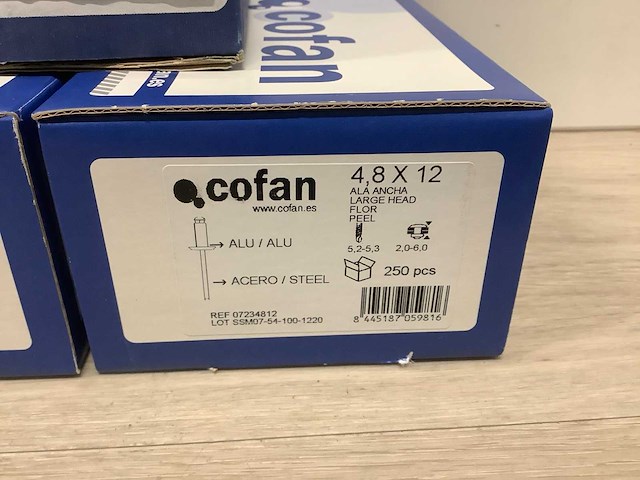 cofan
an.es
cofan
www.cofan.es
4,8 X 12
ALA ANCHA
LARGE HEAD
FLOR
PEEL
ALU / ALU
5,2-5,3 2,0-6,0
ACERO / STEEL
250 pcs
REF 07234812
LOT SSM07-54-100-1220
8 445187 059816